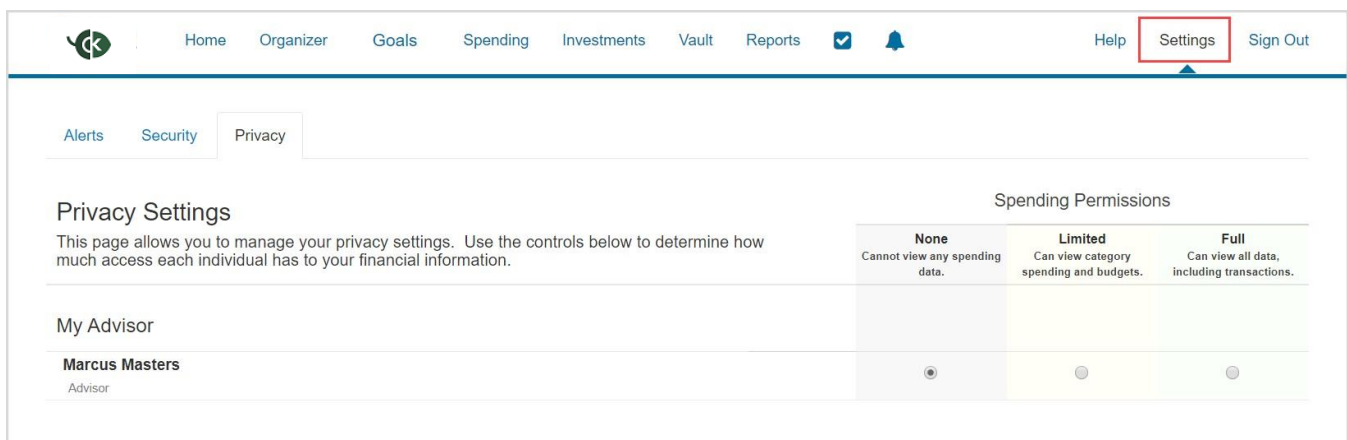 CK
Home Organizer Goals Spending Investments Vault Reports Help Settings Sign Out
Alerts Security Privacy
Privacy Settings
This page allows you to manage your privacy settings. Use the controls below to determine how
much access each individual has to your financial information.
Spending Permissions
None
Cannot view any spending
data.
Limited
Can view category
spending and budgets.
Full
Can view all data,
including transactions.
My Advisor
Marcus Masters
Advisor